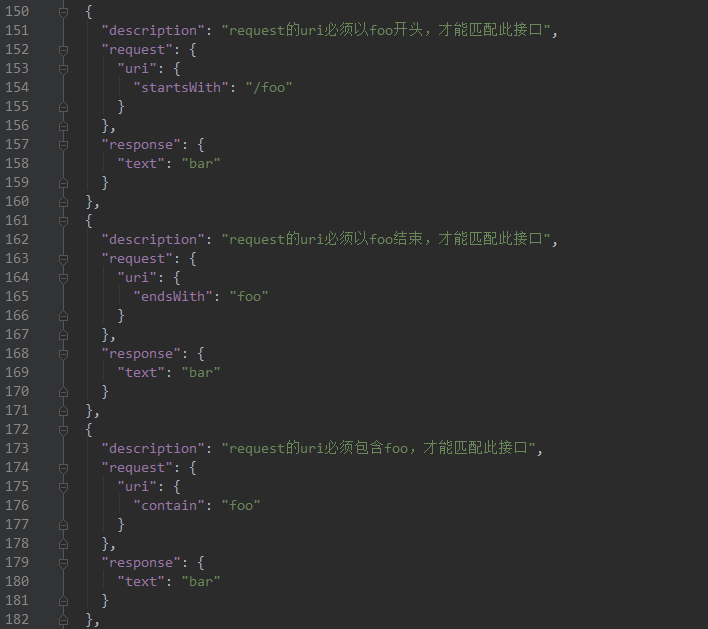 150 {
151 "description": "request的uri必须以foo开头，才能匹配此接口",
152 "request": {
153 "uri": {
154 "startsWith": "/foo"
155 }
156 },
157 "response": {
158 "text": "bar"
159 }
160 },
161 {
162 "description": "request的uri必须以foo结束，才能匹配此接口",
163 "request": {
164 "uri": {
165 "endsWith": "foo"
166 }
167 },
168 "response": {
169 "text": "bar"
170 }
171 },
172 {
173 "description": "request的uri必须包含foo，才能匹配此接口",
174 "request": {
175 "uri": {
176 "contain": "foo"
177 }
178 },
179 "response": {
180 "text": "bar"
181 }
182 },